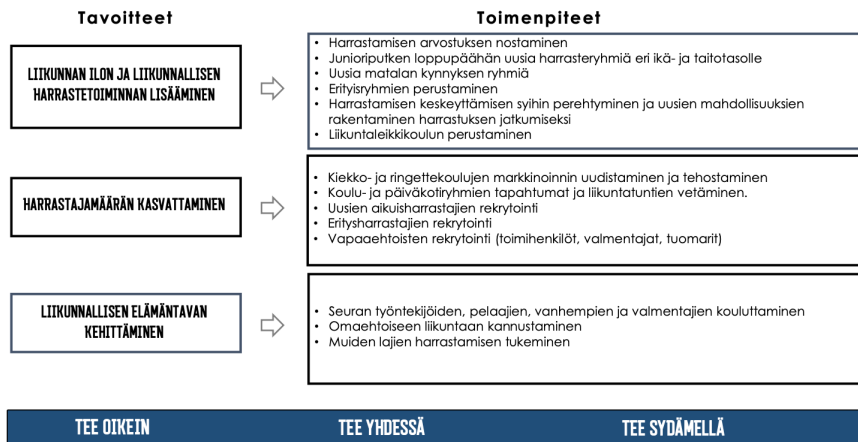 Tavoitteet
Toimenpiteet
LIIKUNNAN ILON JA LIIKUNNALLISEN
HARRASTETOIMINNAN LISÄÄMINEN
• Harrastamisen arvostuksen nostaminen
• Junioriputken loppupäähän uusia harrasteryhmiä eri ikä- ja taitotasolle
• Uusia matalan kynnyksen ryhmiä
• Erityisryhmien perustaminen
• Harrastamisen keskeyttämisen syihin perehtyminen ja uusien mahdollisuuksien
rakentaminen harrastuksen jatkumiseksi
• Liikuntaleikkikoulun perustaminen
HARRASTAJAMÄÄRÄN KASVATTAMINEN
• Kiekko- ja ringettekoulujen markkinoinnin uudistaminen ja tehostaminen
• Koulu- ja päiväkotiryhmien tapahtumat ja liikuntatuntien vetäminen.
• Uusien aikuisharrastajien rekrytointi
• Eritysharrastajien rekrytointi
• Vapaaehtoisten rekrytointi (toimihenkilöt, valmentajat, tuomarit)
LIIKUNNALLISEN ELÄMÄNTAVAN
KEHITTÄMINEN
• Seuran työntekijöiden, pelaajien, vanhempien ja valmentajien kouluttaminen
• Omaehtoiseen liikuntaan kannustaminen
• Muiden lajien harrastamisen tukeminen
TEE OIKEIN
TEE YHDESSÄ
TEE SYDÄMELLÄ